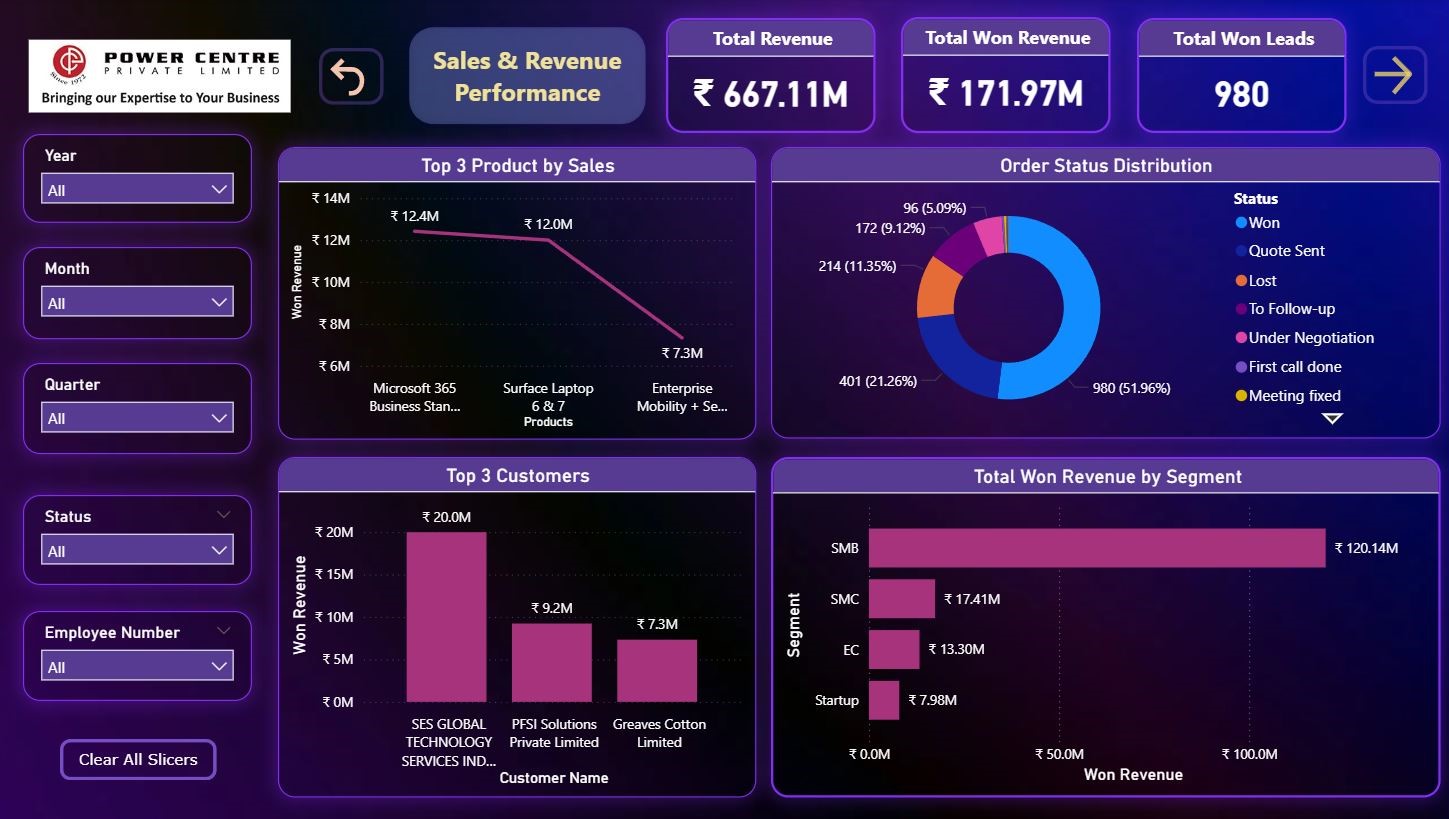 POWER CENTRE
PRIVATE LIMITED
Since 1972
Bringing our Expertise to Your Business
Sales & Revenue
Performance
Total Revenue
₹ 667.11M
Total Won Revenue
₹ 171.97M
Total Won Leads
980
Year
All
Month
All
Quarter
All
Status
All
Employee Number
All
Clear All Slicers
Top 3 Product by Sales
Won Revenue
₹ 14M
₹ 12M
₹ 10M
₹ 8M
₹ 6M
₹ 12.4M
₹ 12.0M
₹ 7.3M
Microsoft 365
Business Stan...
Surface Laptop
6 & 7
Enterprise
Mobility + Se...
Products
Order Status Distribution
96 (5.09%)
172 (9.12%)
214 (11.35%)
401 (21.26%)
980 (51.96%)
Status
Won
Quote Sent
Lost
To Follow-up
Under Negotiation
First call done
Meeting fixed
Top 3 Customers
Won Revenue
₹ 20M
₹ 15M
₹ 10M
₹ 5M
₹ 0M
₹ 20.0M
₹ 9.2M
₹ 7.3M
SES GLOBAL
TECHNOLOGY
SERVICES IND...
PFSI Solutions
Private Limited
Greaves Cotton
Limited
Customer Name
Total Won Revenue by Segment
Segment
SMB
₹ 120.14M
SMC
₹ 17.41M
EC
₹ 13.30M
Startup
₹ 7.98M
₹ 0.0M
₹ 50.0M
₹ 100.0M
Won Revenue